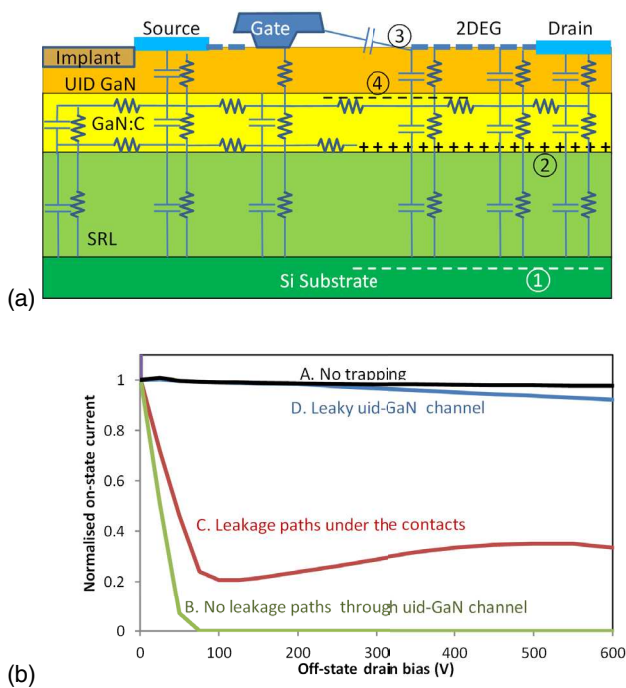 Source
Gate
③
2DEG
Drain
Implant
UID GaN
④
GaN:C
+ + + + + + + + + + + + + + + + + +
②
SRL
Si Substrate
①
(a)
A. No trapping
D. Leaky uid-GaN channel
C. Leakage paths under the contacts
B. No leakage paths through uid-GaN channel
Normalised on-state current
1
0.8
0.6
0.4
0.2
0
0
100
200
300
400
500
600
Off-state drain bias (V)
(b)